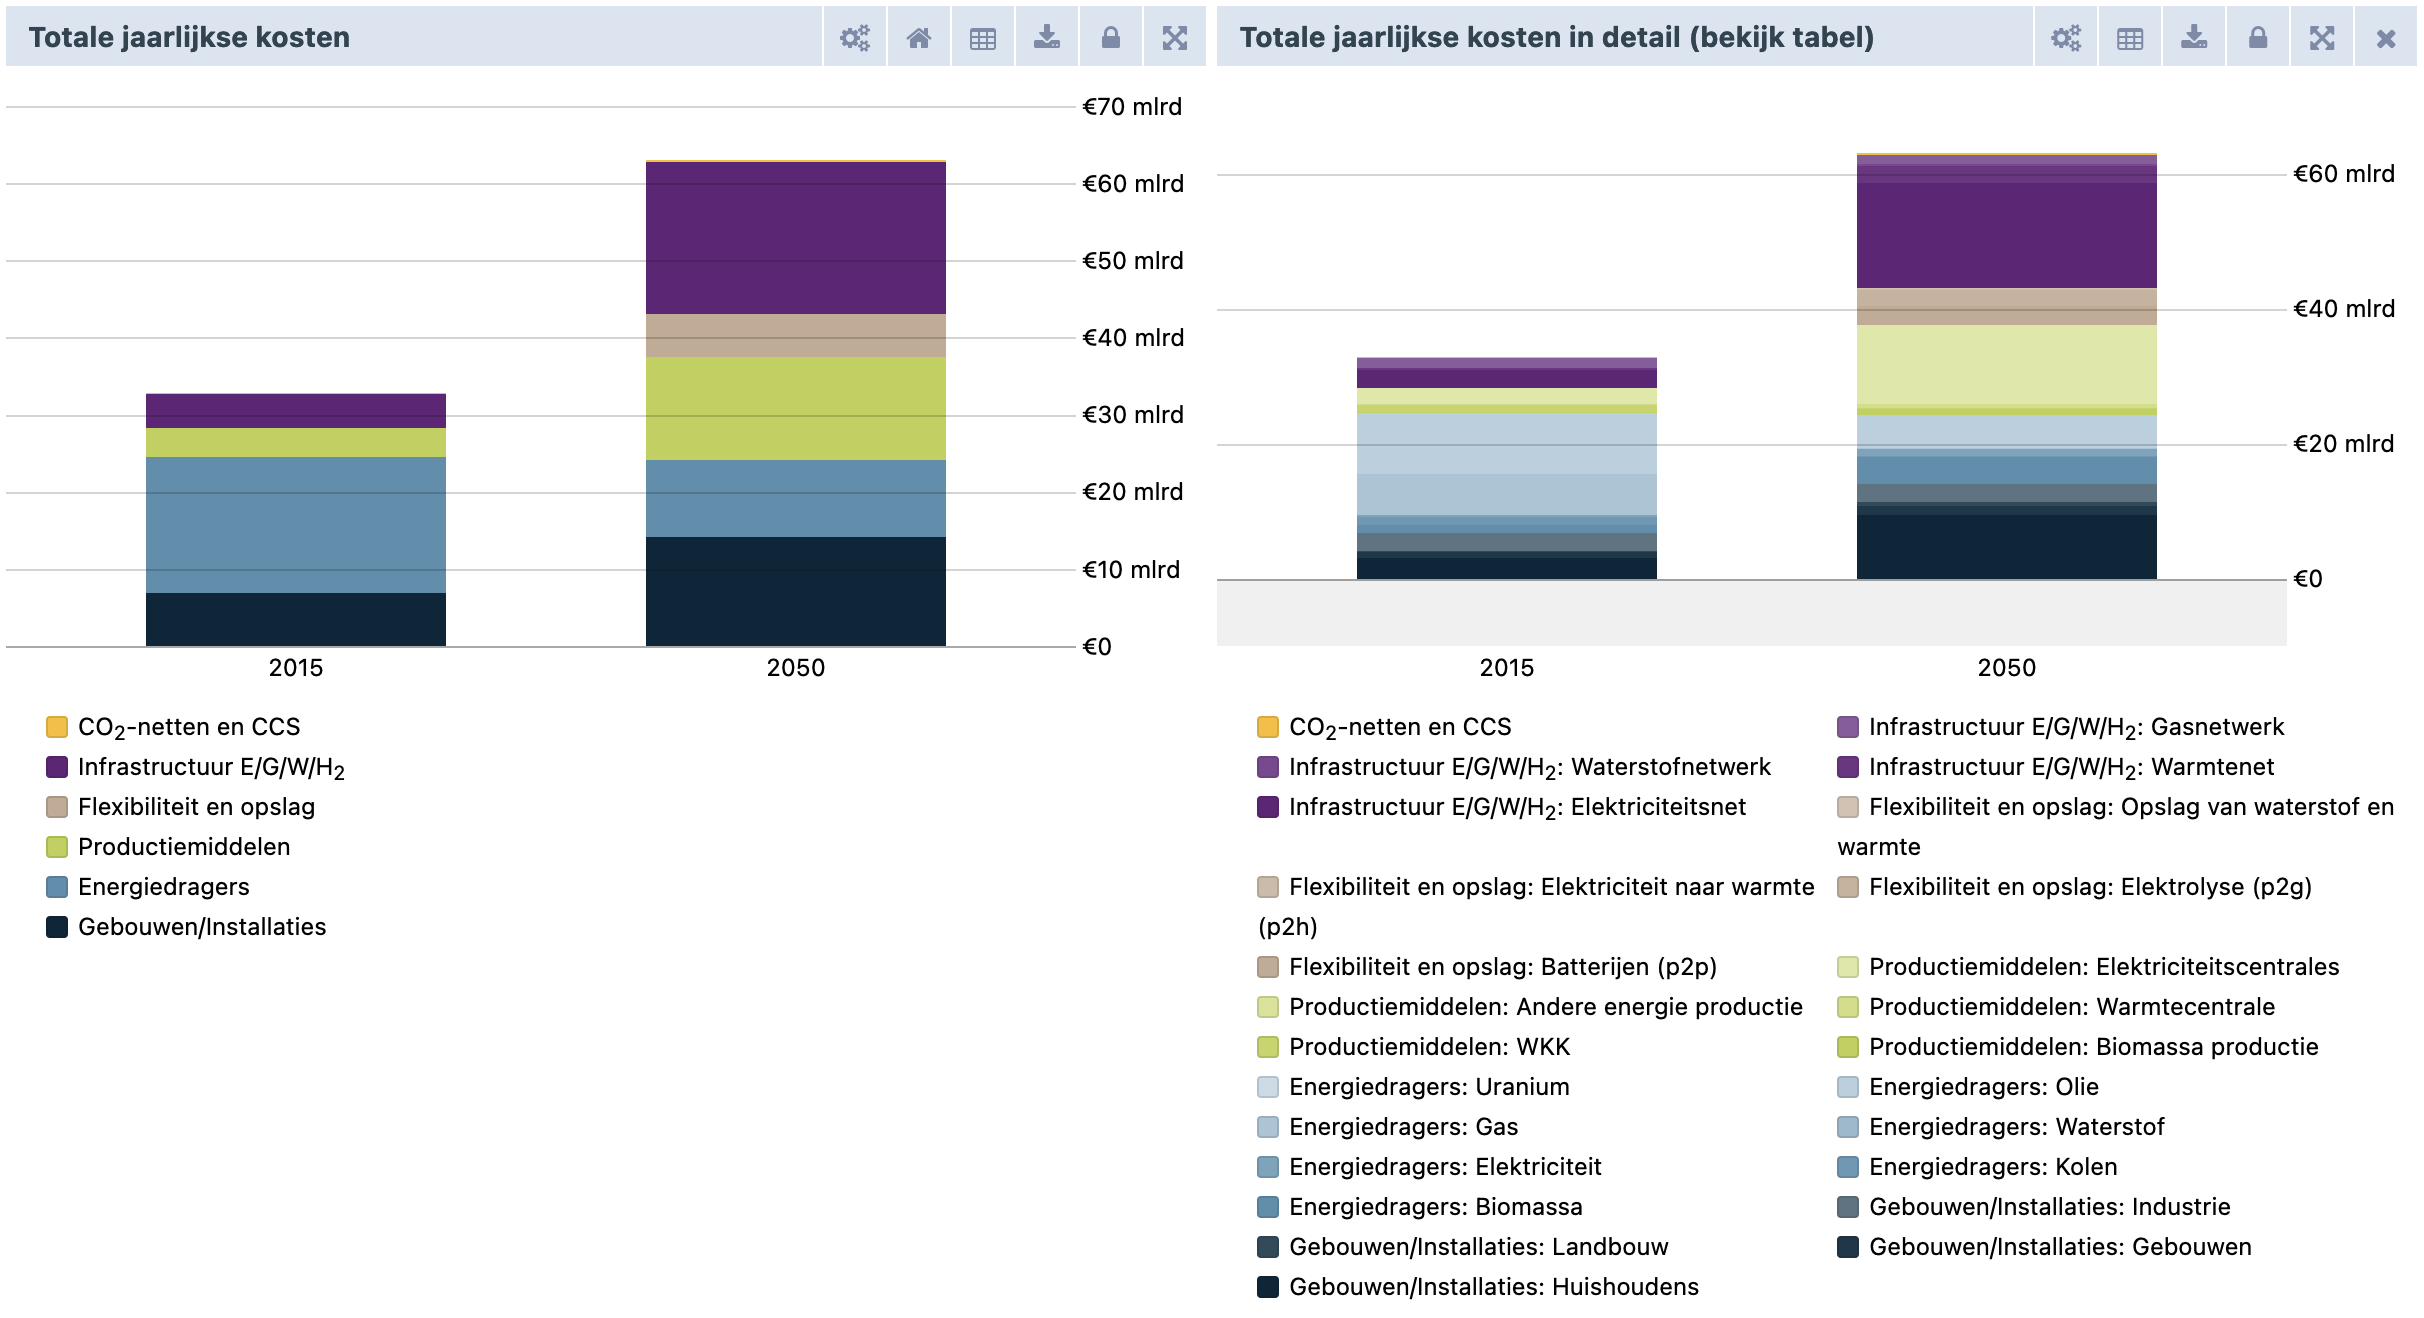 Totale jaarlijkse kosten
€70 mlrd
€60 mlrd
€50 mlrd
€40 mlrd
€30 mlrd
€20 mlrd
€10 mlrd
€0
2015 2050
CO2-netten en CCS
Infrastructuur E/G/W/H2
Flexibiliteit en opslag
Productiemiddelen
Energiedragers
Gebouwen/Installaties
Totale jaarlijkse kosten in detail (bekijk tabel)
€60 mlrd
€40 mlrd
€20 mlrd
€0
2015 2050
CO2-netten en CCS
Infrastructuur E/G/W/H2: Gasnetwerk
Infrastructuur E/G/W/H2: Waterstofnetwerk
Infrastructuur E/G/W/H2: Warmtenet
Infrastructuur E/G/W/H2: Elektriciteitsnet
Flexibiliteit en opslag: Opslag van waterstof en
warmte
Flexibiliteit en opslag: Elektriciteit naar warmte
(p2h)
Flexibiliteit en opslag: Elektrolyse (p2g)
Flexibiliteit en opslag: Batterijen (p2p)
Productiemiddelen: Elektriciteitscentrales
Productiemiddelen: Andere energie productie
Productiemiddelen: Warmtecentrale
Productiemiddelen: WKK
Productiemiddelen: Biomassa productie
Energiedragers: Uranium
Energiedragers: Olie
Energiedragers: Gas
Energiedragers: Waterstof
Energiedragers: Elektriciteit
Energiedragers: Kolen
Energiedragers: Biomassa
Gebouwen/Installaties: Industrie
Gebouwen/Installaties: Landbouw
Gebouwen/Installaties: Gebouwen
Gebouwen/Installaties: Huishoudens